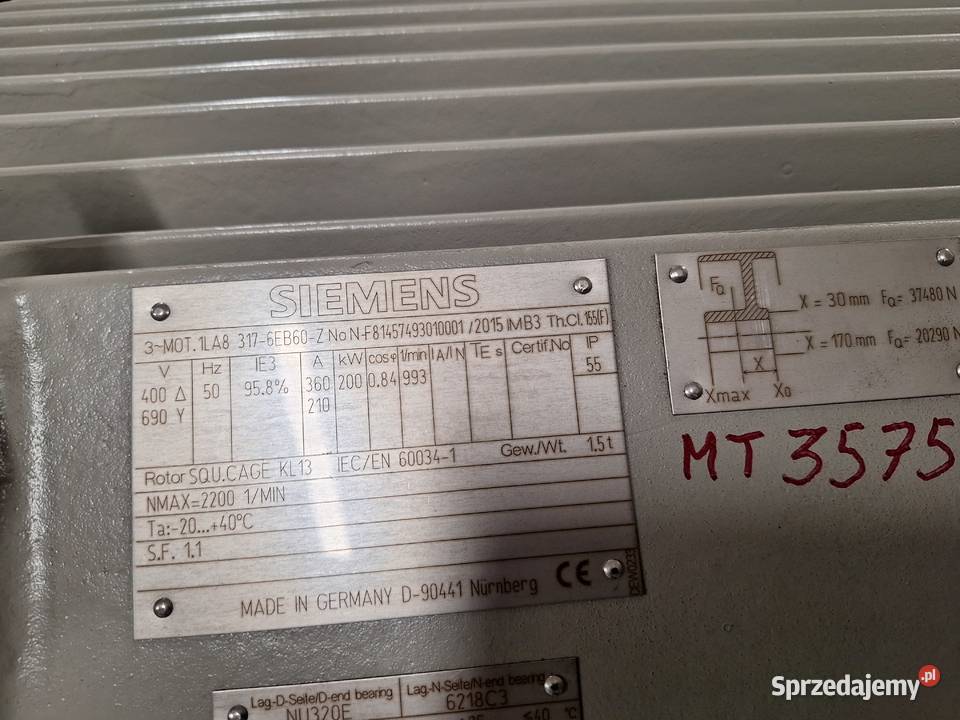 SIEMENS
3~MOT. 1LA8 317-6EB60-Z No N-F81457493010001 /2015 IMB3 Th.Cl. 155(F)
V Hz IE3 A kW cosφ 1/min IA/IN TE s Certif.No IP
400 Δ 50 95.8% 360 200 0.84 993 55
690 Y 210
Rotor SQU.CAGE KL13 IEC/EN 60034-1 Gew./Wt. 1.5 t
NMAX=2200 1/MIN
Ta:-20...+40°C
S.F. 1.1
MADE IN GERMANY D-90441 Nürnberg CE
DEW0233
FQ
X = 30 mm FQ= 37480 N
X = 170 mm FQ= 20290 N
X
Xmax X0
MT 3575
Lag-D-Seite/D-end bearing Lag-N-Seite/N-end bearing
NU320E 6218C3
≤40 °C
Sprzedajemy.pl